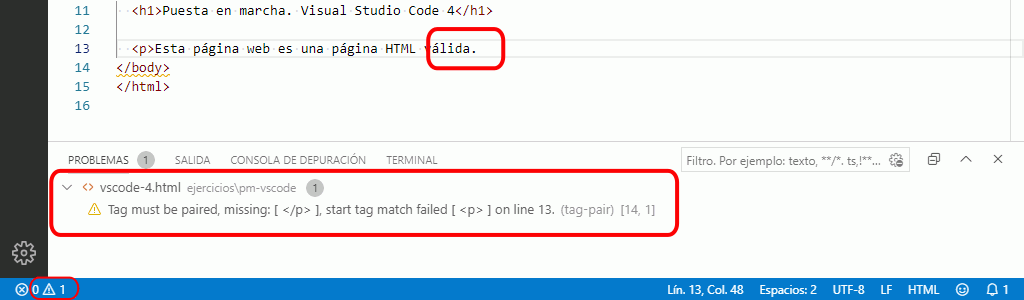 11 <h1>Puesta en marcha. Visual Studio Code 4</h1>
12
13 <p>Esta página web es una página HTML válida.
14 </body>
15 </html>
16
PROBLEMAS 1 SALIDA CONSOLA DE DEPURACIÓN TERMINAL Filtro. Por ejemplo: texto, **/*. ts,!**...
vscode-4.html ejercicios\pm-vscode 1
Tag must be paired, missing: [ </p> ], start tag match failed [ <p> ] on line 13. (tag-pair) [14, 1]
0 1 Lín. 13, Col. 48 Espacios: 2 UTF-8 LF HTML 1